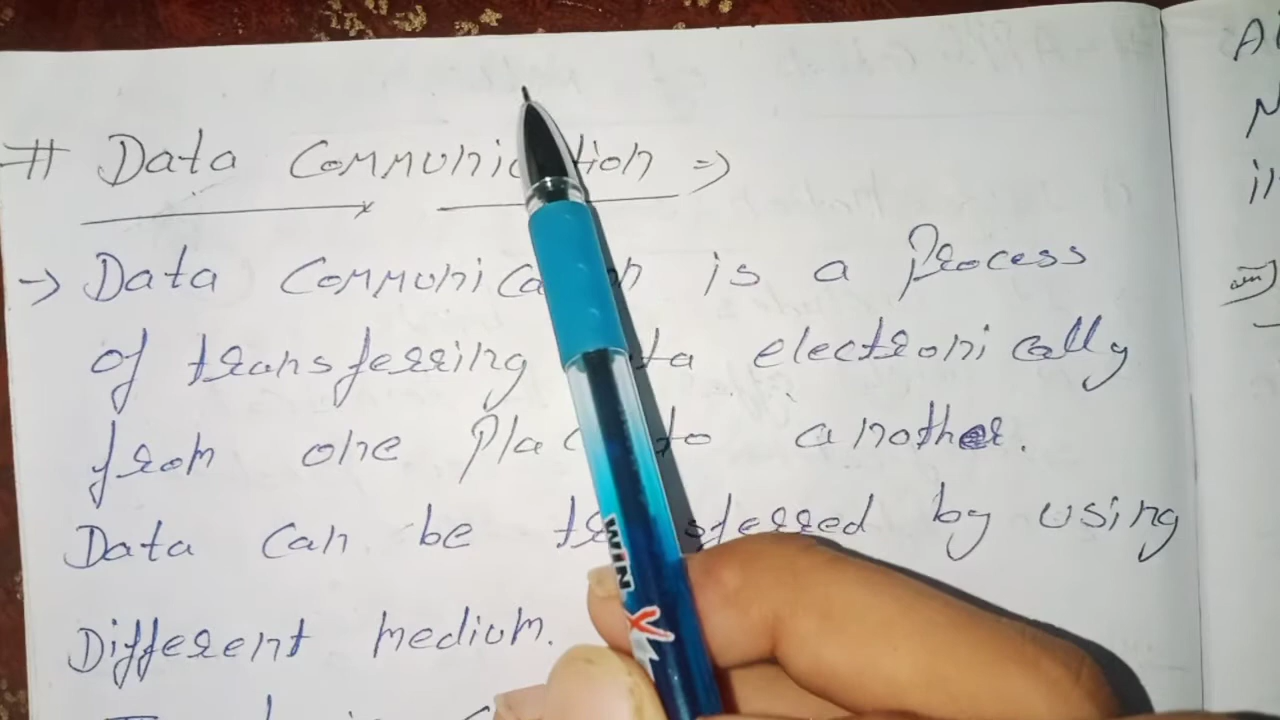 # Data Communication =>
-> Data Communication is a Process
of transferring data electronically
from one Place to another.
Data can be transferred by using
Different medium.
WIN X